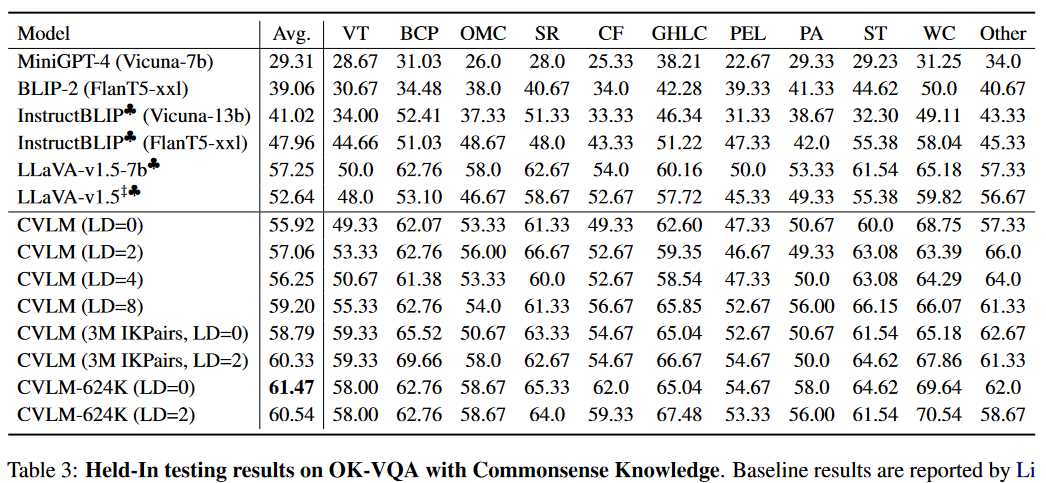 Model Avg. VT BCP OMC SR CF GHLC PEL PA ST WC Other
MiniGPT-4 (Vicuna-7b) 29.31 28.67 31.03 26.0 28.0 25.33 38.21 22.67 29.33 29.23 31.25 34.0
BLIP-2 (FlanT5-xxl) 39.06 30.67 34.48 38.0 40.67 34.0 42.28 39.33 41.33 44.62 50.0 40.67
InstructBLIP♣ (Vicuna-13b) 41.02 34.00 52.41 37.33 51.33 33.33 46.34 31.33 38.67 32.30 49.11 43.33
InstructBLIP♣ (FlanT5-xxl) 47.96 44.66 51.03 48.67 48.0 43.33 51.22 47.33 42.0 55.38 58.04 45.33
LLaVA-v1.5-7b♣ 57.25 50.0 62.76 58.0 62.67 54.0 60.16 50.0 53.33 61.54 65.18 57.33
LLaVA-v1.5‡♣ 52.64 48.0 53.10 46.67 58.67 52.67 57.72 45.33 49.33 55.38 59.82 56.67
CVLM (LD=0) 55.92 49.33 62.07 53.33 61.33 49.33 62.60 47.33 50.67 60.0 68.75 57.33
CVLM (LD=2) 57.06 53.33 62.76 56.00 66.67 52.67 59.35 46.67 49.33 63.08 63.39 66.0
CVLM (LD=4) 56.25 50.67 61.38 53.33 60.0 52.67 58.54 47.33 50.0 63.08 64.29 64.0
CVLM (LD=8) 59.20 55.33 62.76 54.0 61.33 56.67 65.85 52.67 56.00 66.15 66.07 61.33
CVLM (3M IKPairs, LD=0) 58.79 59.33 65.52 50.67 63.33 54.67 65.04 52.67 50.67 61.54 65.18 62.67
CVLM (3M IKPairs, LD=2) 60.33 59.33 69.66 58.0 62.67 54.67 66.67 54.67 50.0 64.62 67.86 61.33
CVLM-624K (LD=0) 61.47 58.00 62.76 58.67 65.33 62.0 65.04 54.67 58.0 64.62 69.64 62.0
CVLM-624K (LD=2) 60.54 58.00 62.76 58.67 64.0 59.33 67.48 53.33 56.00 61.54 70.54 58.67
Table 3: Held-In testing results on OK-VQA with Commonsense Knowledge. Baseline results are reported by Li